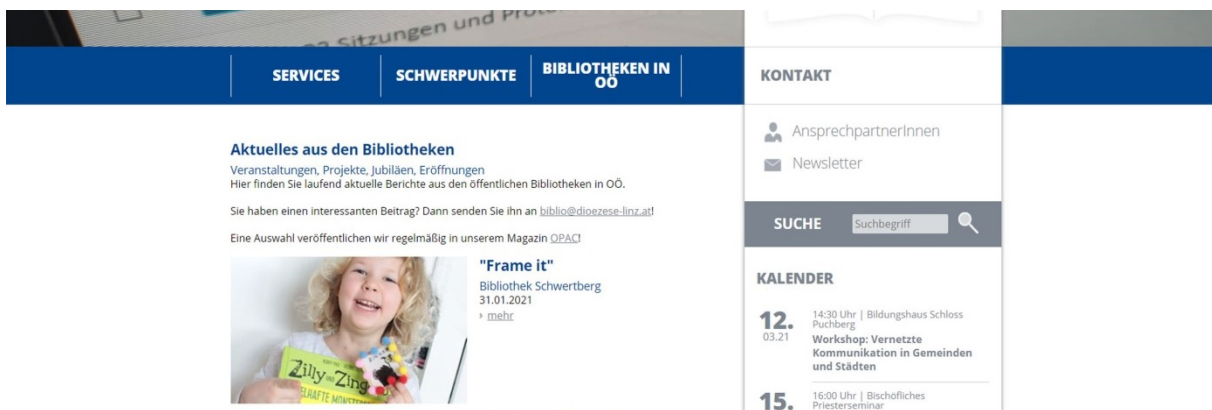 Sitzungen und
SERVICES
SCHWERPUNKTE
BIBLIOTHEKEN IN
OÖ
Aktuelles aus den Bibliotheken
Veranstaltungen, Projekte, Jubiläen, Eröffnungen
Hier finden Sie laufend aktuelle Berichte aus den öffentlichen Bibliotheken in OÖ.
Sie haben einen interessanten Beitrag? Dann senden Sie ihn an biblio@dioezese-linz.at!
Eine Auswahl veröffentlichen wir regelmäßig in unserem Magazin OPAC!
Zilly und Zing
"Frame it"
Bibliothek Schwertberg
31.01.2021
› mehr
KONTAKT
AnsprechpartnerInnen
Newsletter
SUCHE
Suchbegriff
KALENDER
12.
03.21
14:30 Uhr | Bildungshaus Schloss
Puchberg
Workshop: Vernetzte
Kommunikation in Gemeinden
und Städten
15.
16:00 Uhr | Bischöfliches
Priesterseminar